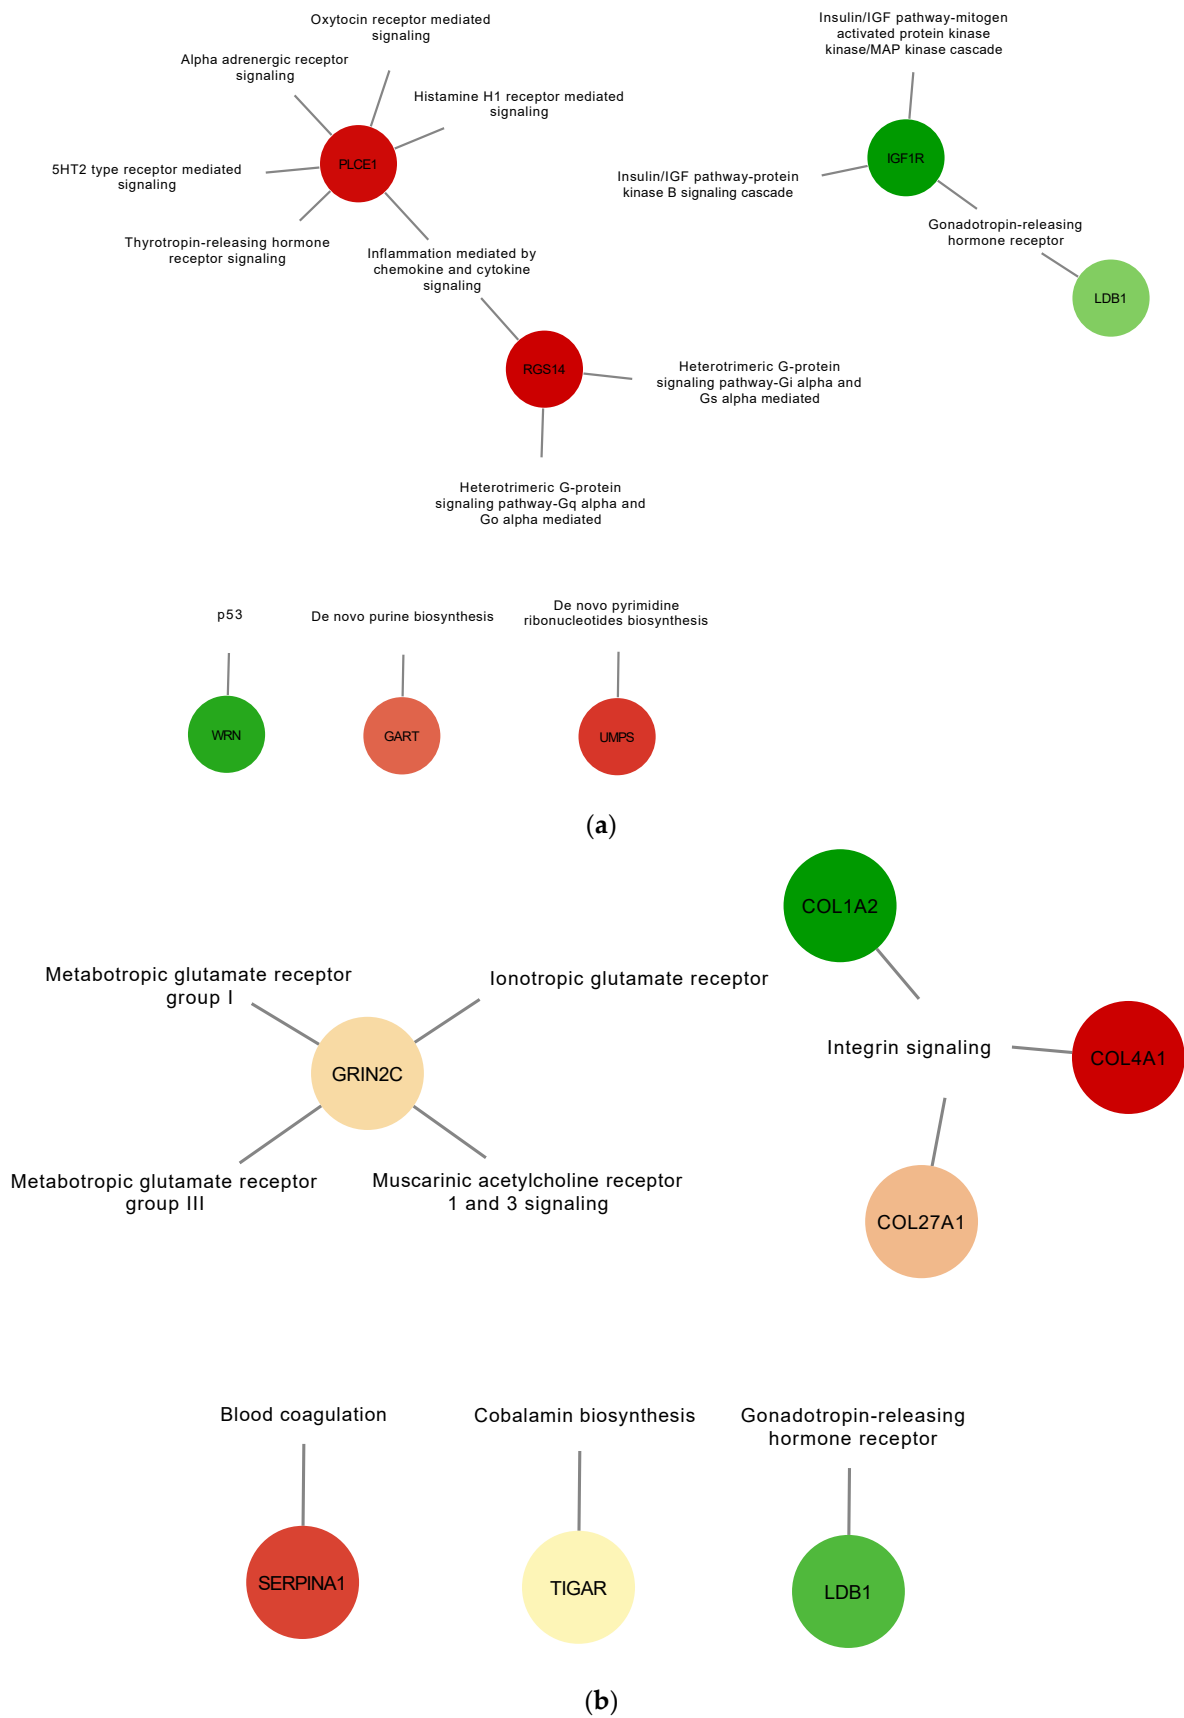 Oxytocin receptor mediated
signaling
Alpha adrenergic receptor
signaling
Histamine H1 receptor mediated
signaling
PLCE1
5HT2 type receptor mediated
signaling
Thyrotropin-releasing hormone
receptor signaling
Inflammation mediated by
chemokine and cytokine
signaling
RGS14
Heterotrimeric G-protein
signaling pathway-Gi alpha and
Gs alpha mediated
Heterotrimeric G-protein
signaling pathway-Gq alpha and
Go alpha mediated
Insulin/IGF pathway-mitogen
activated protein kinase
kinase/MAP kinase cascade
IGF1R
Insulin/IGF pathway-protein
kinase B signaling cascade
Gonadotropin-releasing
hormone receptor
LDB1
p53
WRN
De novo purine biosynthesis
GART
De novo pyrimidine
ribonucleotides biosynthesis
UMPS
(a)
Metabotropic glutamate receptor
group I
Ionotropic glutamate receptor
GRIN2C
Metabotropic glutamate receptor
group III
Muscarinic acetylcholine receptor
1 and 3 signaling
COL1A2
Integrin signaling
COL4A1
COL27A1
Blood coagulation
SERPINA1
Cobalamin biosynthesis
TIGAR
Gonadotropin-releasing
hormone receptor
LDB1
(b)